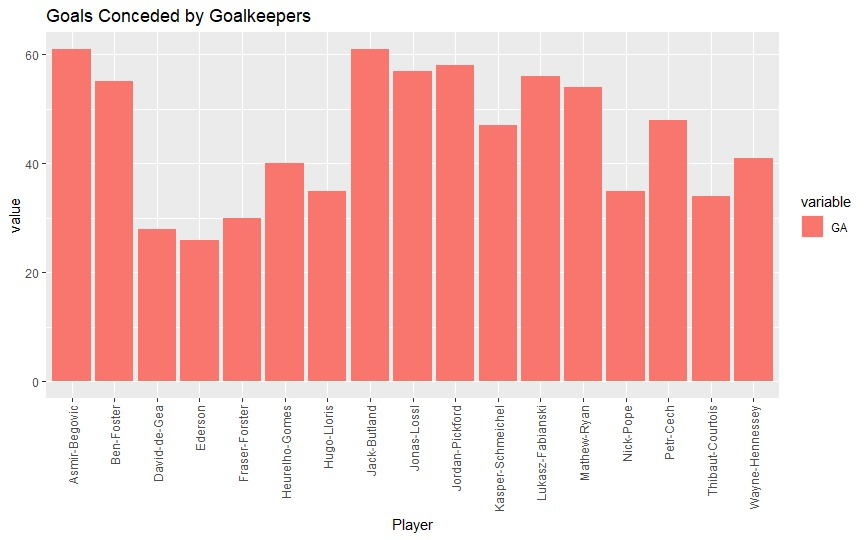 Goals Conceded by Goalkeepers
value
60
40
20
0
Asmir-Begovic
Ben-Foster
David-de-Gea
Ederson
Fraser-Forster
Heurelho-Gomes
Hugo-Lloris
Jack-Butland
Jonas-Lossl
Jordan-Pickford
Kasper-Schmeichel
Lukasz-Fabianski
Mathew-Ryan
Nick-Pope
Petr-Cech
Thibaut-Courtois
Wayne-Hennessey
Player
variable
GA